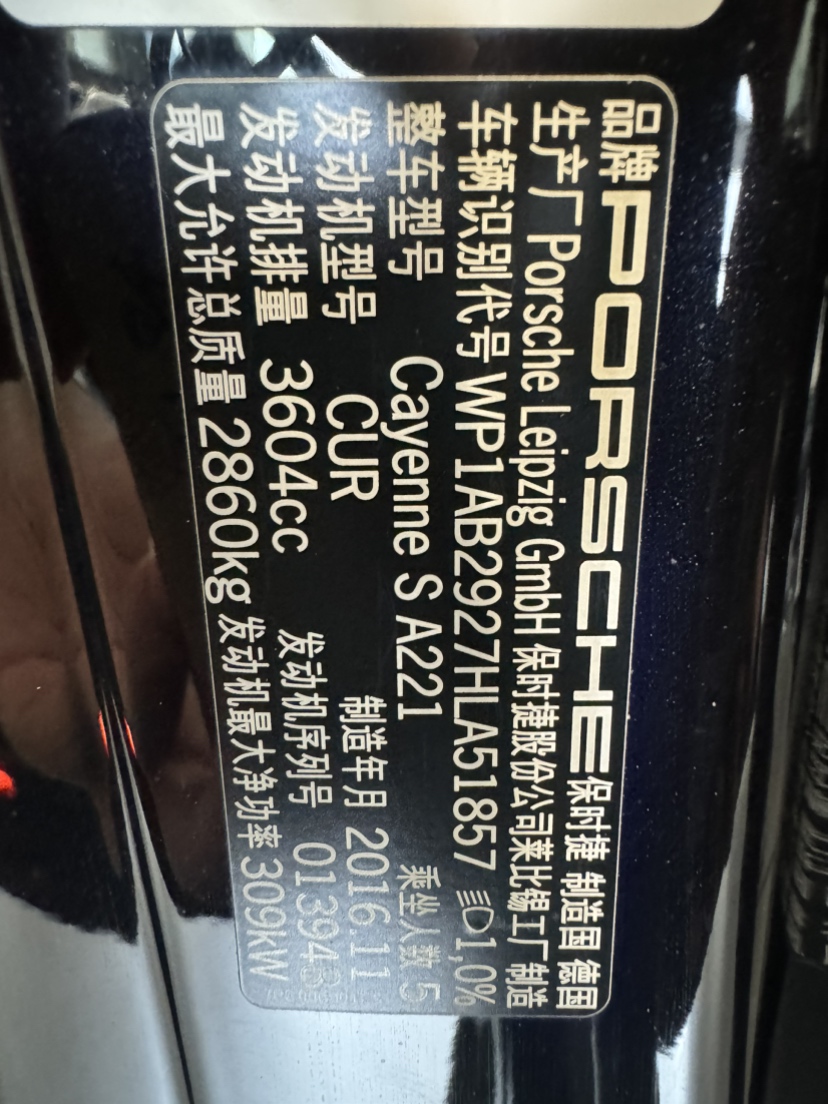 品牌 PORSCHE 保时捷 制造国 德国
生产厂 Porsche Leipzig GmbH 保时捷股份公司莱比锡工厂制造
车辆识别代号 WP1AB2927HLA51857 1,0%
整车型号 Cayenne S A221 乘坐人数 5
发动机型号 CUR 制造年月 2016.11
发动机排量 3604cc 发动机序列号
最大允许总质量 2860kg 发动机最大净功率 309kW